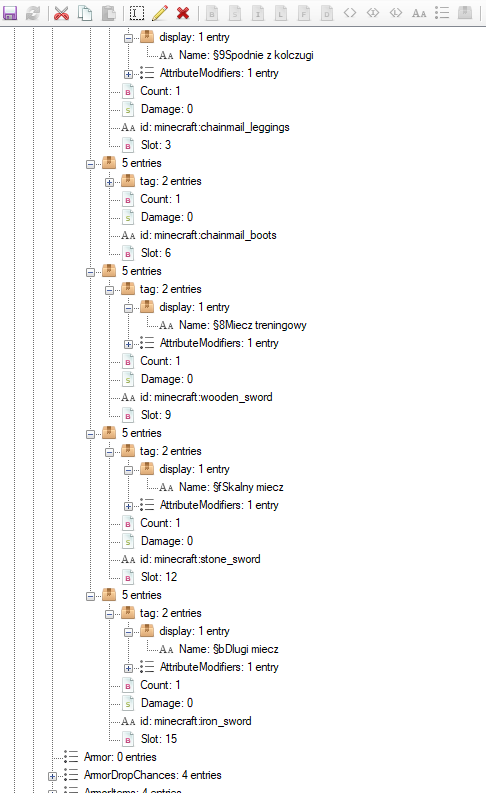 display: 1 entry
Name: §9Spodnie z kolczugi
AttributeModifiers: 1 entry
Count: 1
Damage: 0
id: minecraft:chainmail_leggings
Slot: 3
5 entries
tag: 2 entries
Count: 1
Damage: 0
id: minecraft:chainmail_boots
Slot: 6
5 entries
tag: 2 entries
display: 1 entry
Name: §8Miecz treningowy
AttributeModifiers: 1 entry
Count: 1
Damage: 0
id: minecraft:wooden_sword
Slot: 9
5 entries
tag: 2 entries
display: 1 entry
Name: §fSkalny miecz
AttributeModifiers: 1 entry
Count: 1
Damage: 0
id: minecraft:stone_sword
Slot: 12
5 entries
tag: 2 entries
display: 1 entry
Name: §bDlugi miecz
AttributeModifiers: 1 entry
Count: 1
Damage: 0
id: minecraft:iron_sword
Slot: 15
Armor: 0 entries
ArmorDropChances: 4 entries
ArmorItems: 4 entries